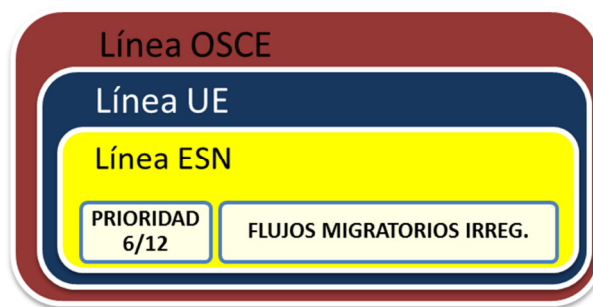 Línea OSCE
Línea UE
Línea ESN
PRIORIDAD
6/12
FLUJOS MIGRATORIOS IRREG.